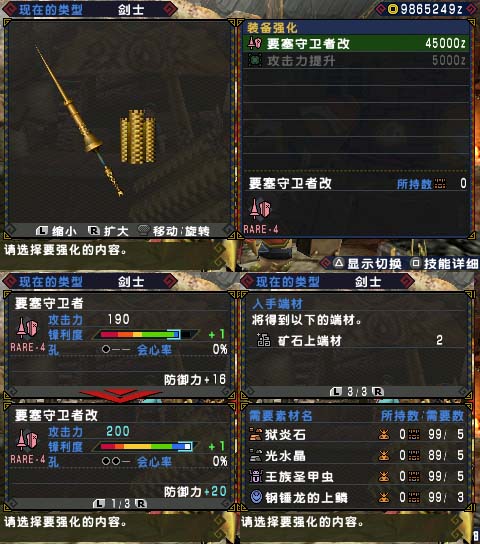 现在的类型 剑士
缩小 扩大 移动/旋转
请选择要强化的内容。
9865249z
装备强化
要塞守卫者改 45000z
攻击力提升 5000z
要塞守卫者改 所持数 0
RARE-4
显示切换 技能详细
现在的类型 剑士
要塞守卫者
攻击力 190
锋利度 +1
RARE-4
孔 ○―― 会心率 0%
防御力+16
要塞守卫者改
攻击力 200
锋利度 +1
RARE-4
孔 ○○― 会心率 0%
防御力+20
L 1/3 R
请选择要强化的内容。
现在的类型 剑士
入手端材
将得到以下的端材。
矿石上端材 2
L 3/3 R
需要素材名 所持数/需要数
狱炎石 0 99/ 5
光水晶 0 89/ 5
王族圣甲虫 0 99/ 5
钢锤龙的上鳞 0 99/ 3
请选择要强化的内容。